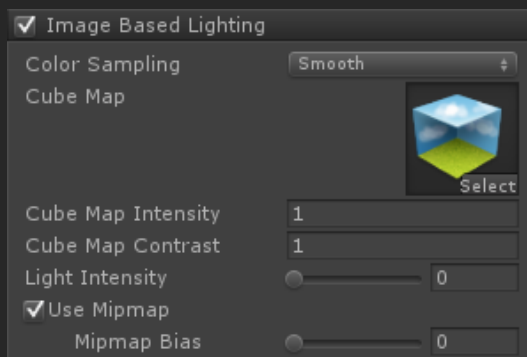 Image Based Lighting
Color Sampling Smooth
Cube Map
Select
Cube Map Intensity 1
Cube Map Contrast 1
Light Intensity 0
Use Mipmap
Mipmap Bias 0